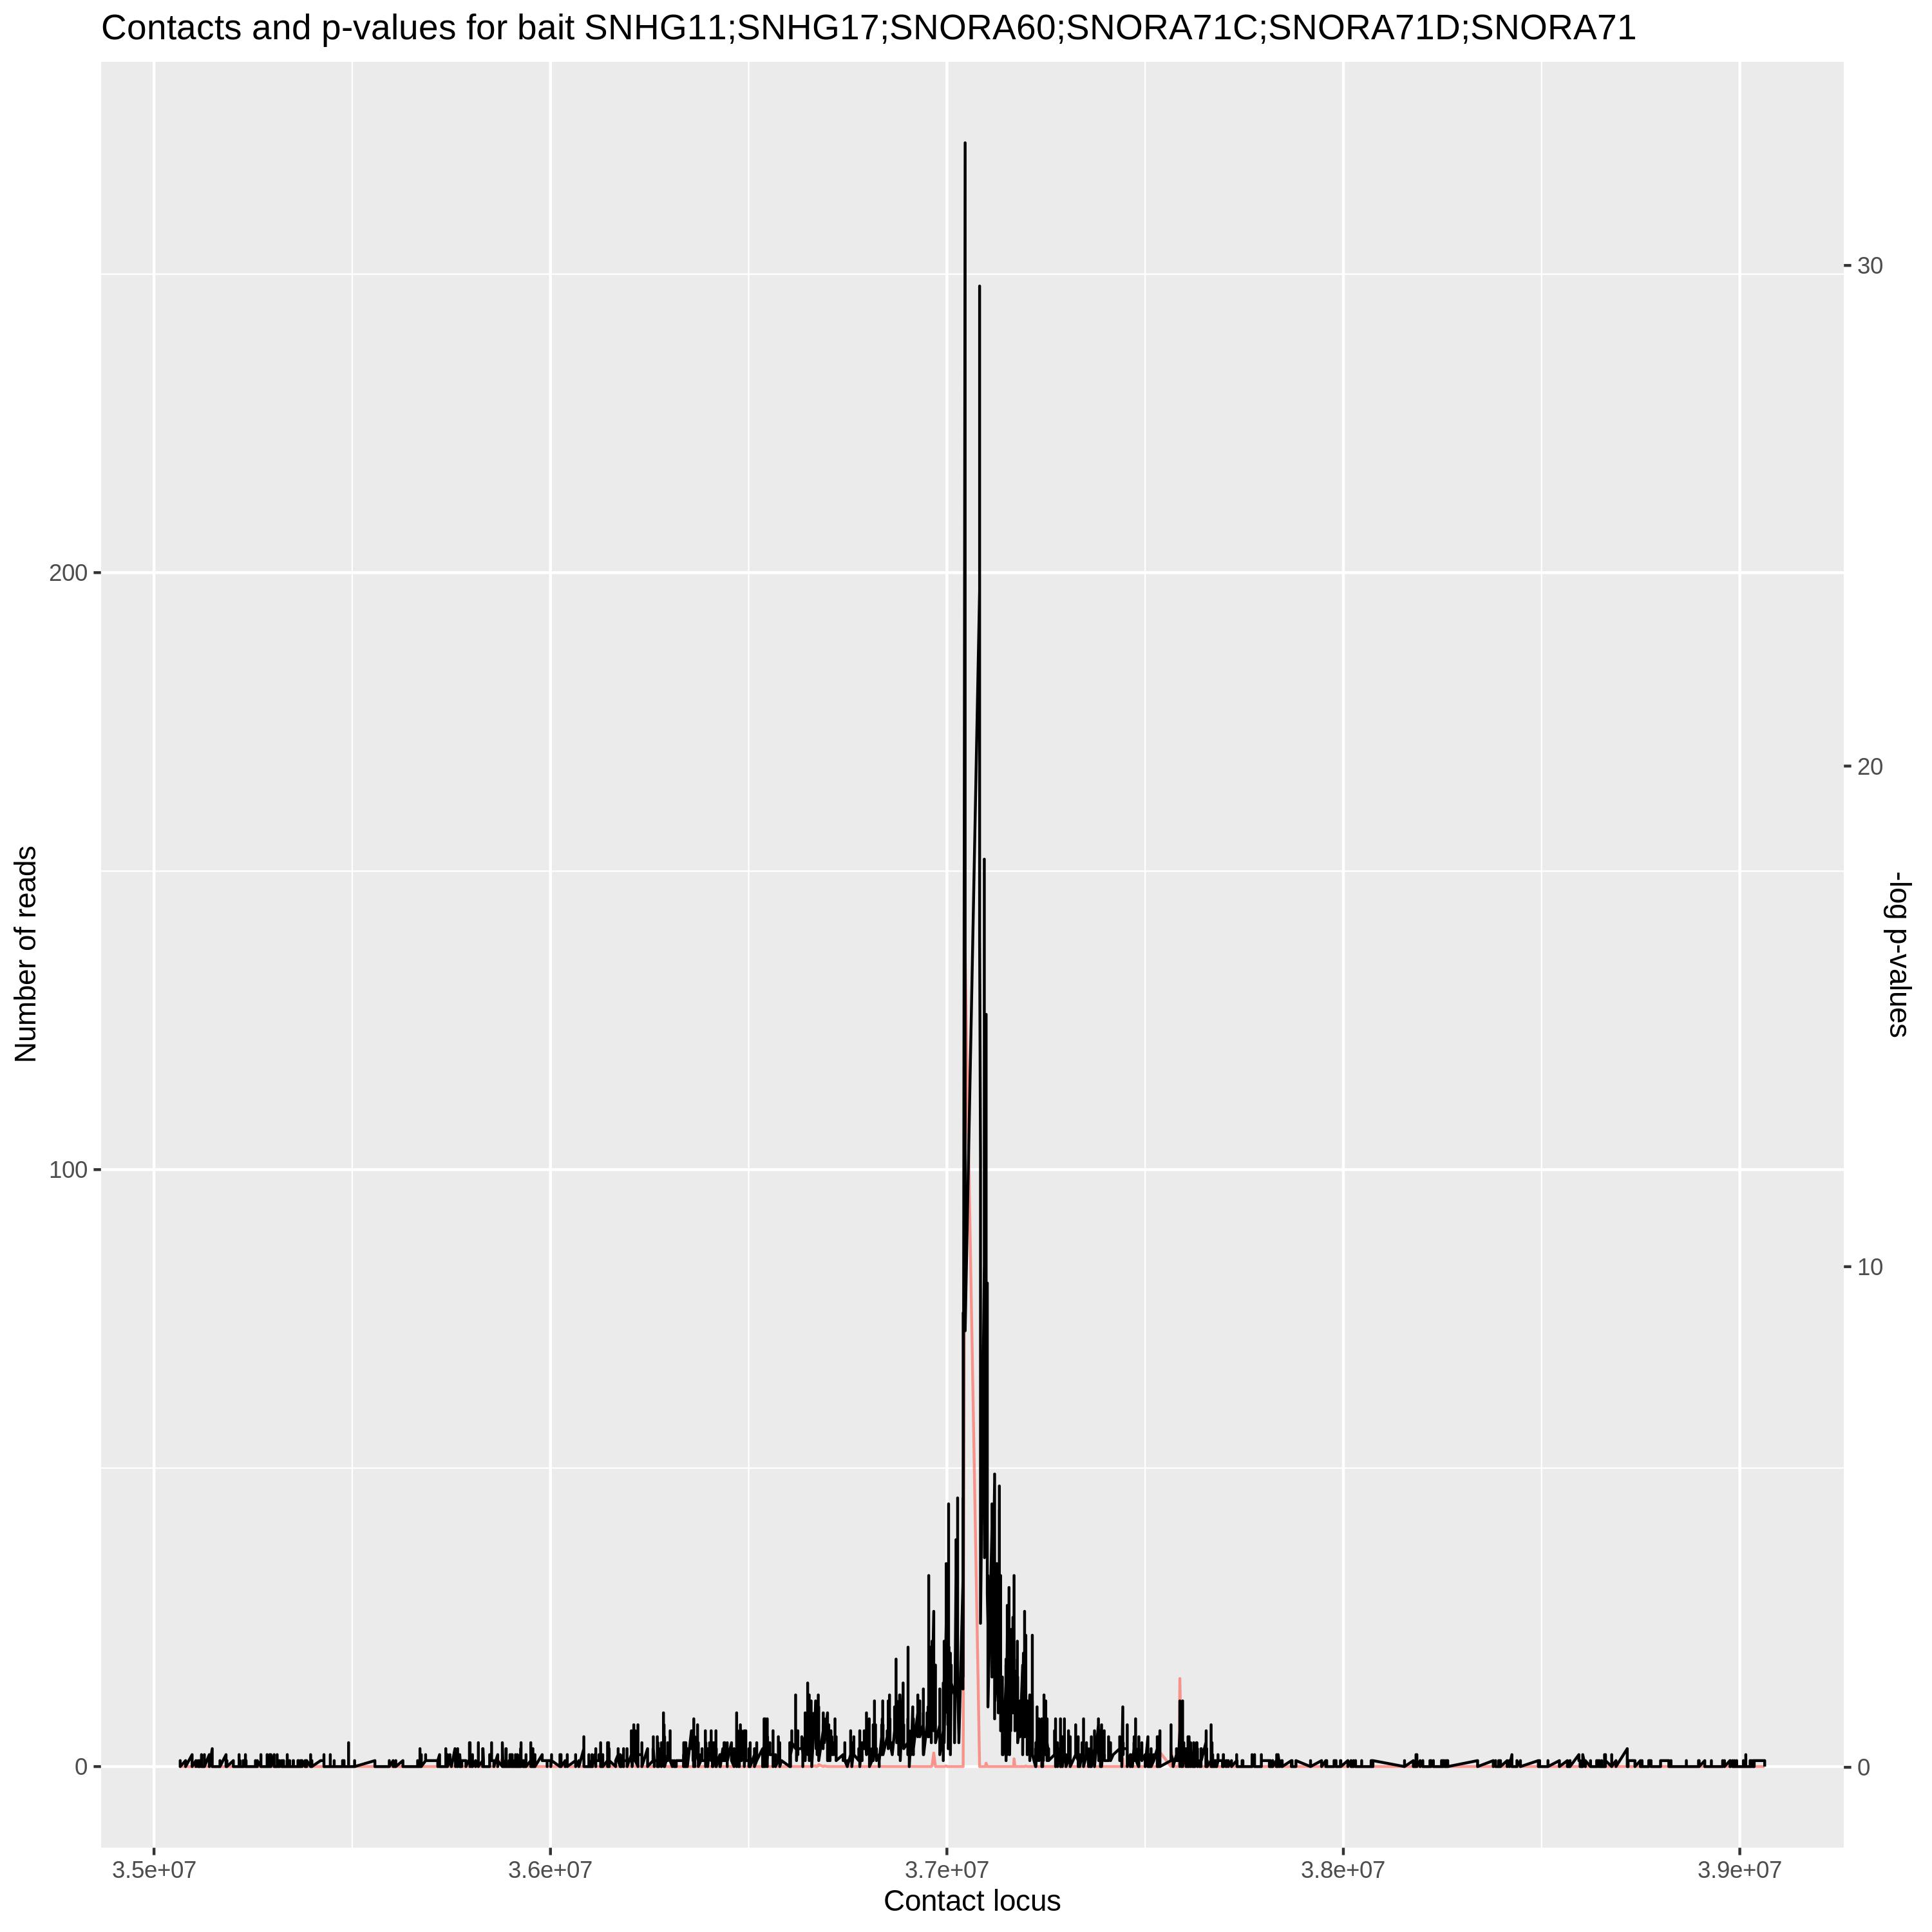 Contacts and p-values for bait SNHG11;SNHG17;SNORA60;SNORA71C;SNORA71D;SNORA71
Number of reads
200
100
0
30
20
10
0
-log p-values
3.5e+07 3.6e+07 3.7e+07 3.8e+07 3.9e+07
Contact locus